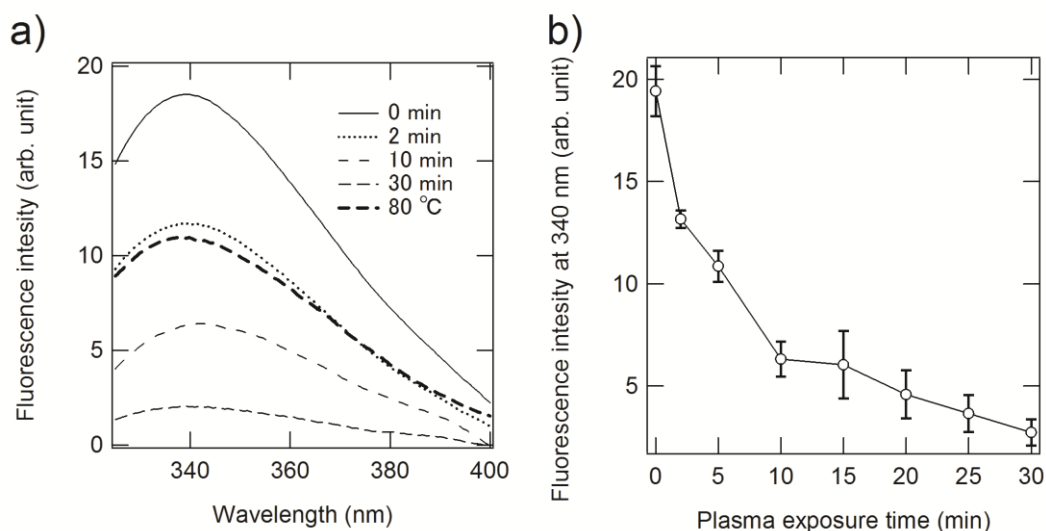 a)
Fluorescence intesity (arb. unit)
20
15
10
5
0
0 min
2 min
10 min
30 min
80 °C
340
360
380
400
Wavelength (nm)
b)
Fluorescence intesity at 340 nm (arb. unit)
20
15
10
5
0
5
10
15
20
25
30
Plasma exposure time (min)